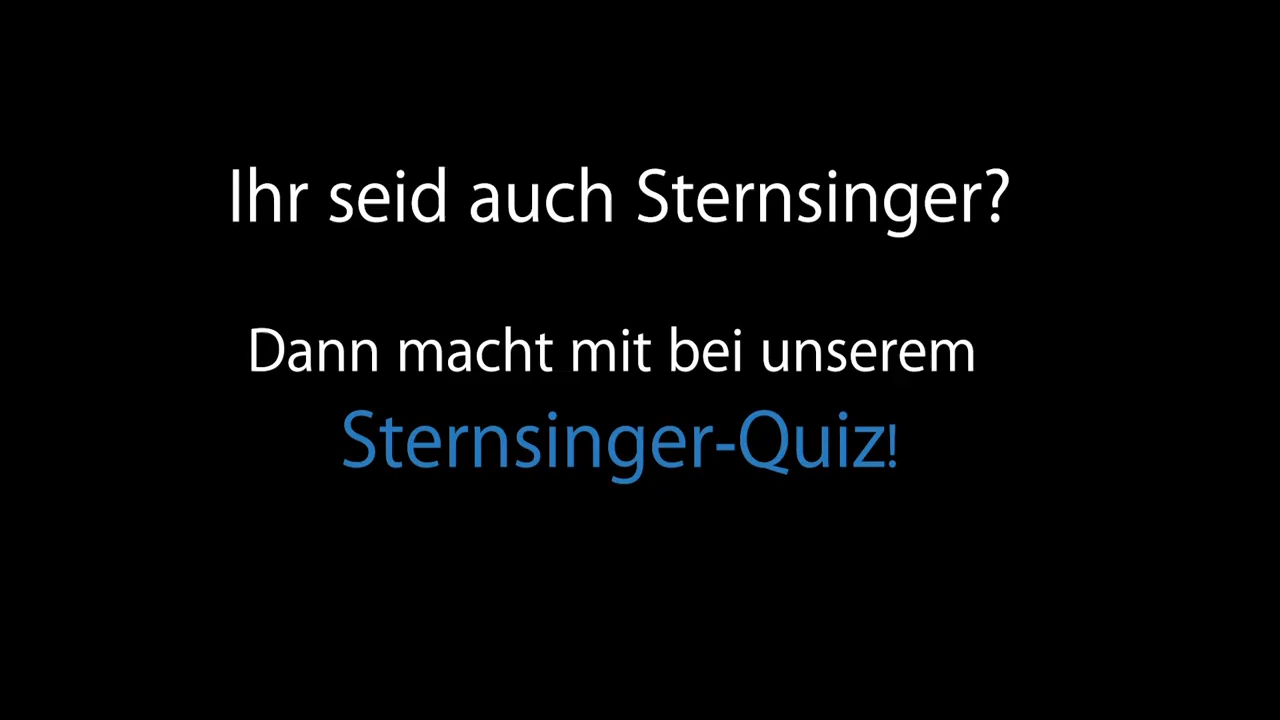 Ihr seid auch Sternsinger?
Dann macht mit bei unserem
Sternsinger-Quiz!